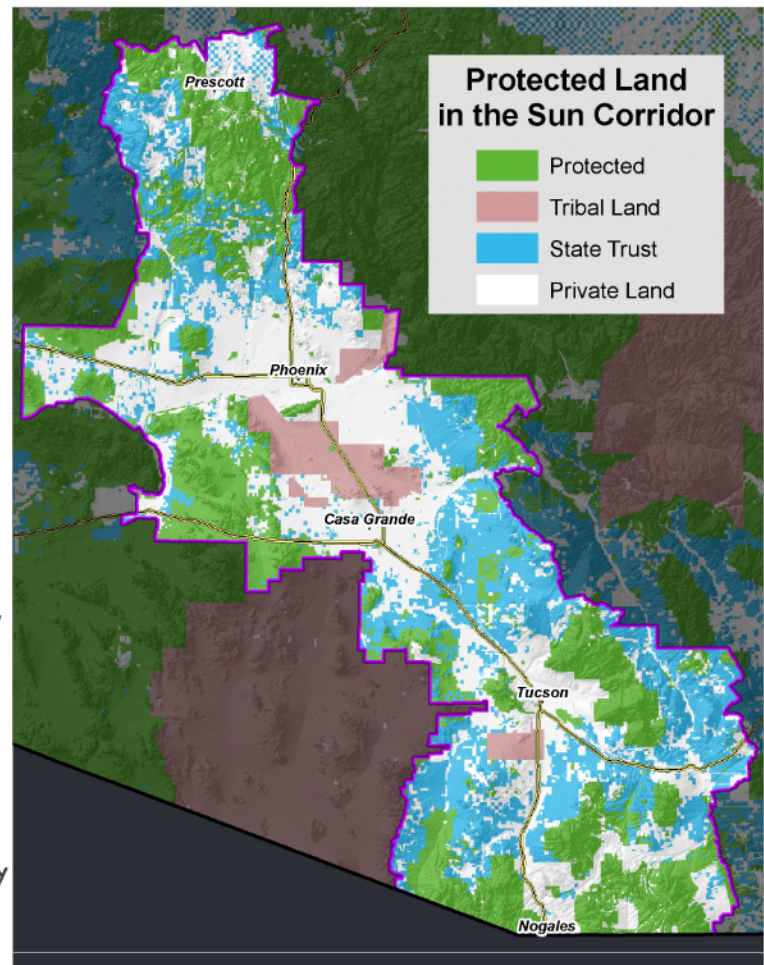 Protected Land
in the Sun Corridor
Protected
Tribal Land
State Trust
Private Land
Prescott
Phoenix
Casa Grande
Tucson
Nogales